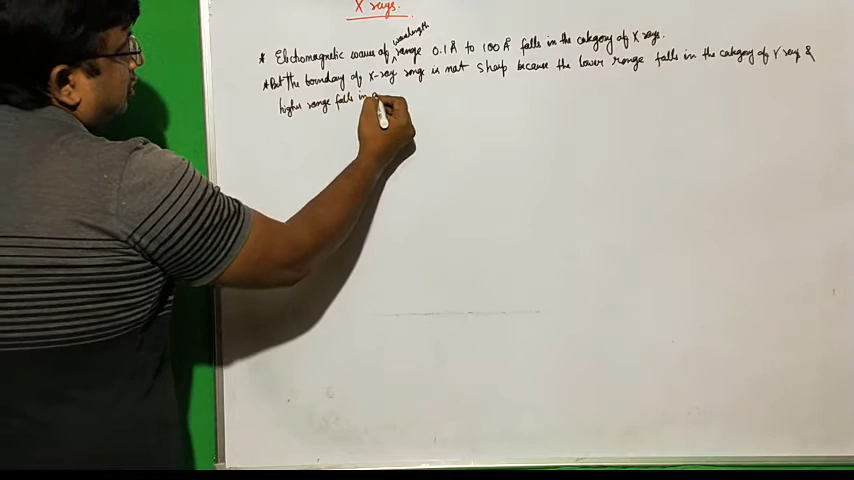 X rays.
wavelength
* Electromagnetic waves of range 0.1Å to 100 Å falls in the category of X rays.
* But the boundary of X-ray range is not sharp because the lower range falls in the category of γ rays &
higher range falls in